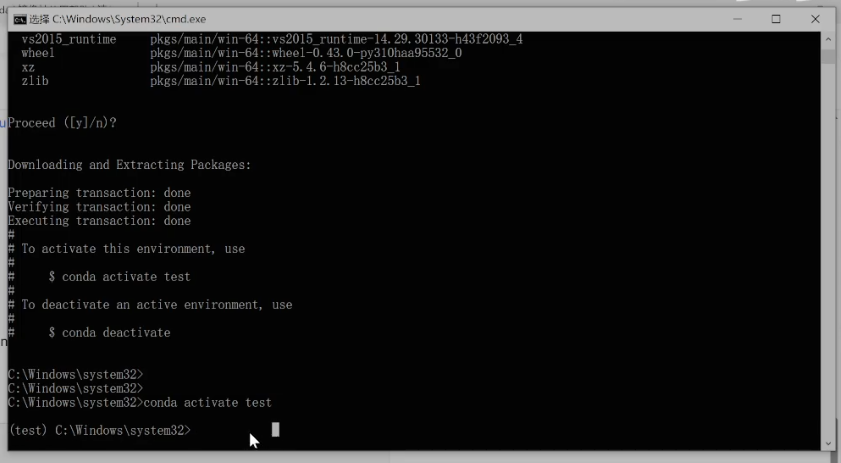 选择 C:\Windows\System32\cmd.exe
vs2015_runtime pkgs/main/win-64::vs2015_runtime-14.29.30133-h43f2093_4
wheel pkgs/main/win-64::wheel-0.43.0-py310haa95532_0
xz pkgs/main/win-64::xz-5.4.6-h8cc25b3_1
zlib pkgs/main/win-64::zlib-1.2.13-h8cc25b3_1
Proceed ([y]/n)?
Downloading and Extracting Packages:
Preparing transaction: done
Verifying transaction: done
Executing transaction: done
#
# To activate this environment, use
#
# $ conda activate test
#
# To deactivate an active environment, use
#
# $ conda deactivate
C:\Windows\system32>
C:\Windows\system32>
C:\Windows\system32>conda activate test
(test) C:\Windows\system32>